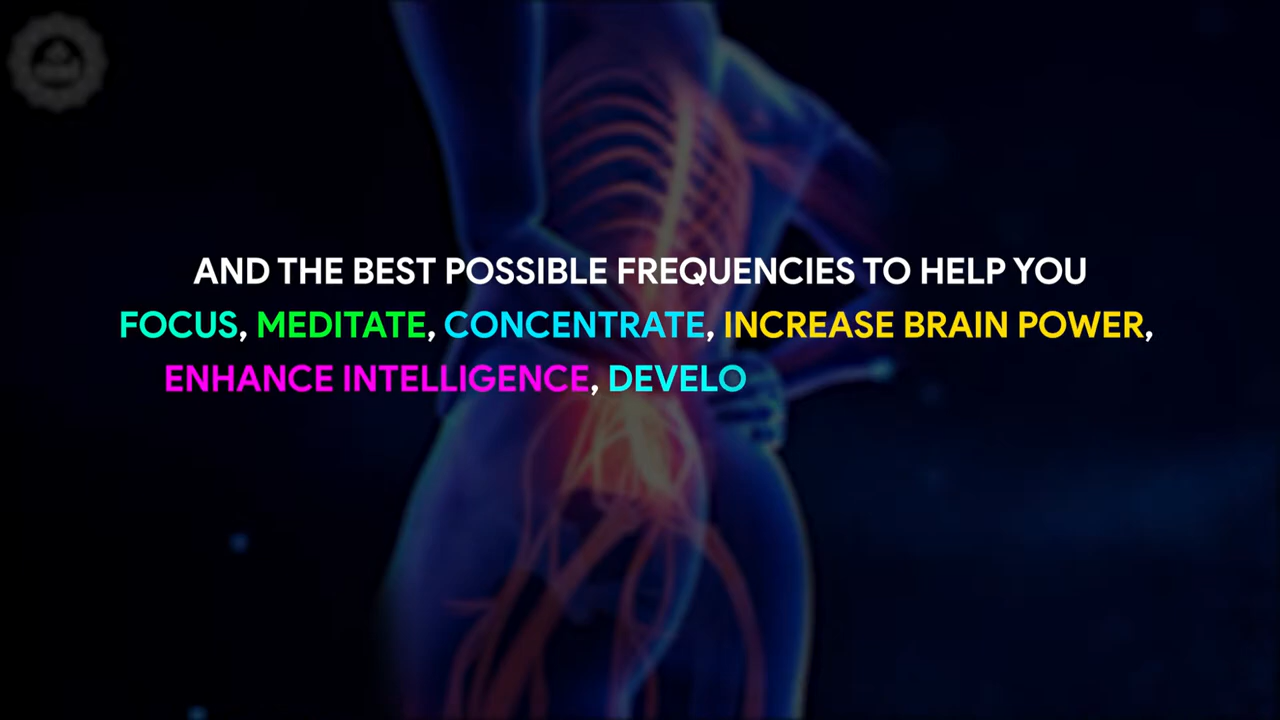 AND THE BEST POSSIBLE FREQUENCIES TO HELP YOU
FOCUS, MEDITATE, CONCENTRATE, INCREASE BRAIN POWER,
ENHANCE INTELLIGENCE, DEVELO